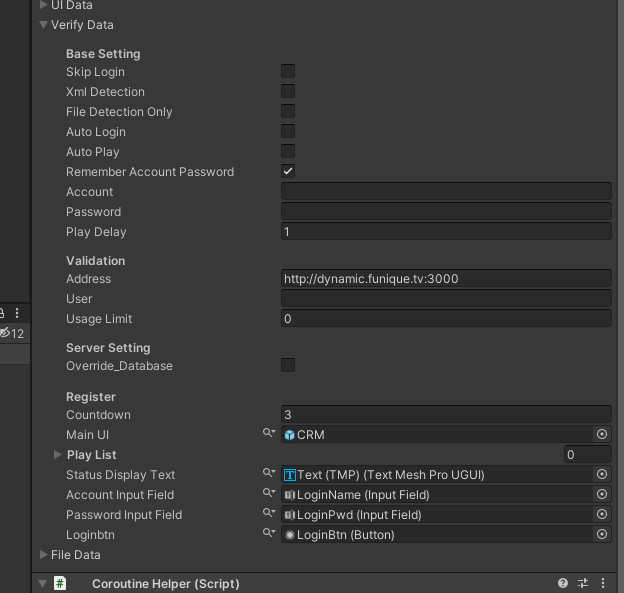 UI Data
Verify Data
Base Setting
Skip Login
Xml Detection
File Detection Only
Auto Login
Auto Play
Remember Account Password
Account
Password
Play Delay 1
Validation
Address http://dynamic.funique.tv:3000
User
Usage Limit 0
Server Setting
12
Override_Database
Register
Countdown 3
Main UI CRM
Play List 0
Status Display Text Text (TMP) (Text Mesh Pro UGUI)
Account Input Field LoginName (Input Field)
Password Input Field LoginPwd (Input Field)
Loginbtn LoginBtn (Button)
File Data
# Coroutine Helper (Script)